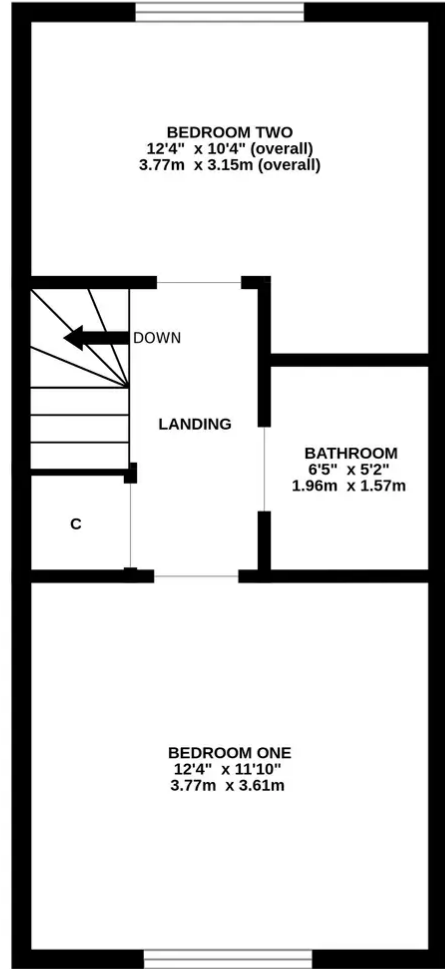 BEDROOM TWO
12'4"  x 10'4" (overall)
3.77m  x 3.15m (overall)
DOWN
LANDING
BATHROOM
6'5"  x 5'2"
1.96m  x 1.57m
C
BEDROOM ONE
12'4"  x 11'10"
3.77m  x 3.61m